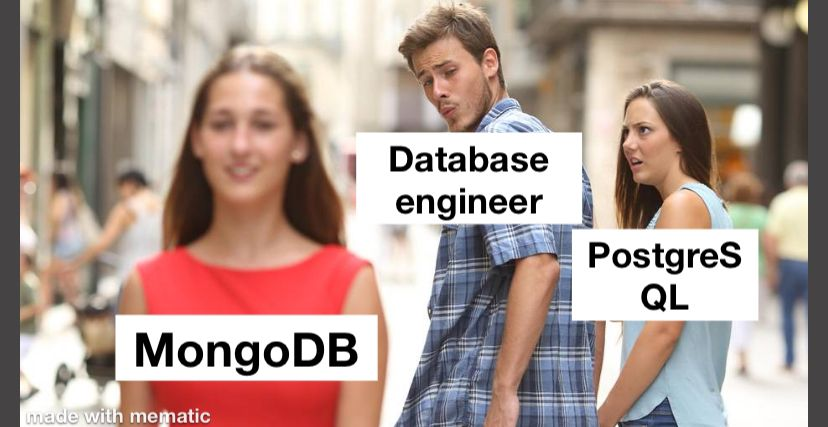 Database
engineer
PostgreS
QL
MongoDB
made with mematic